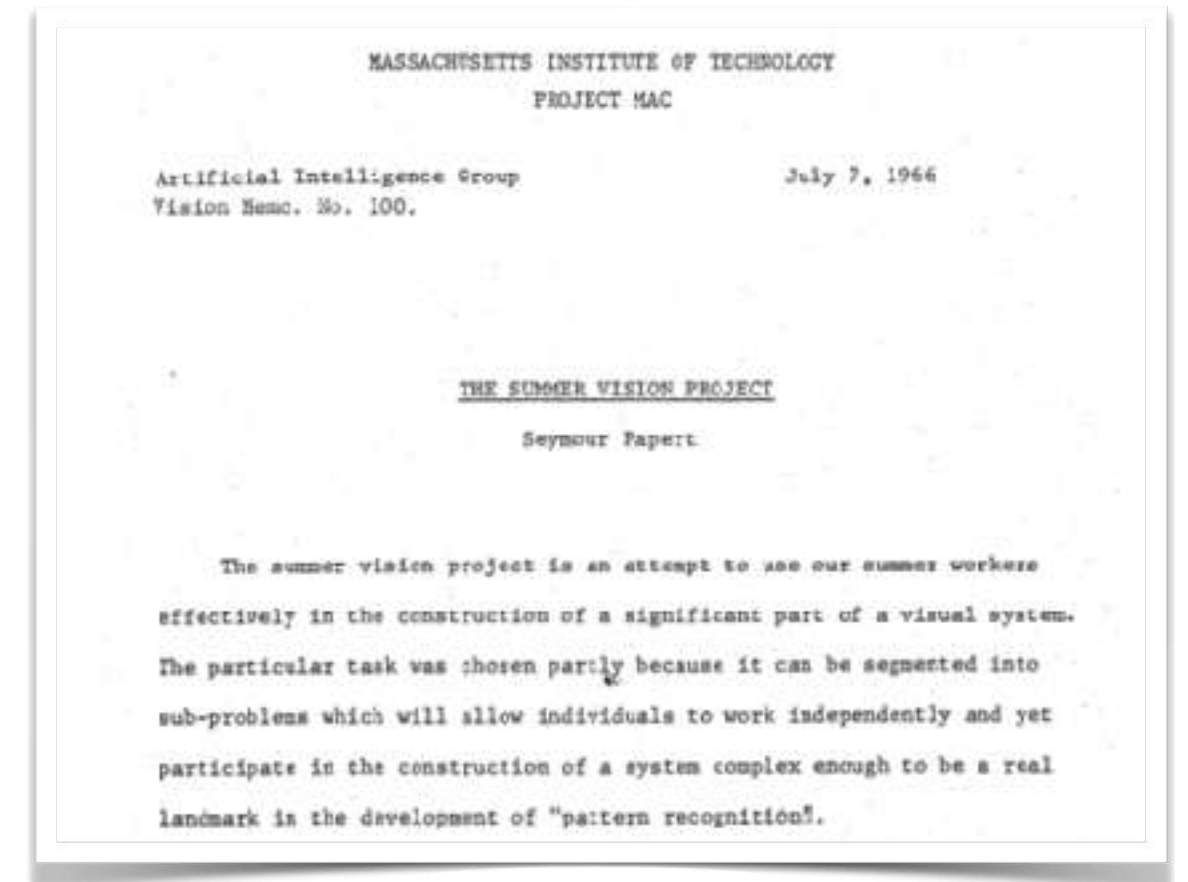 MASSACHUSETTS INSTITUTE OF TECHNOLOGY
PROJECT MAC
Artificial Intelligence Group July 7, 1966
Vision Memo. No. 100.
THE SUMMER VISION PROJECT
Seymour Papert
The summer vision project is an attempt to use our summer workers
effectively in the construction of a significant part of a visual system.
The particular task was chosen partly because it can be segmented into
sub-problems which will allow individuals to work independently and yet
participate in the construction of a system complex enough to be a real
landmark in the development of "pattern recognition".